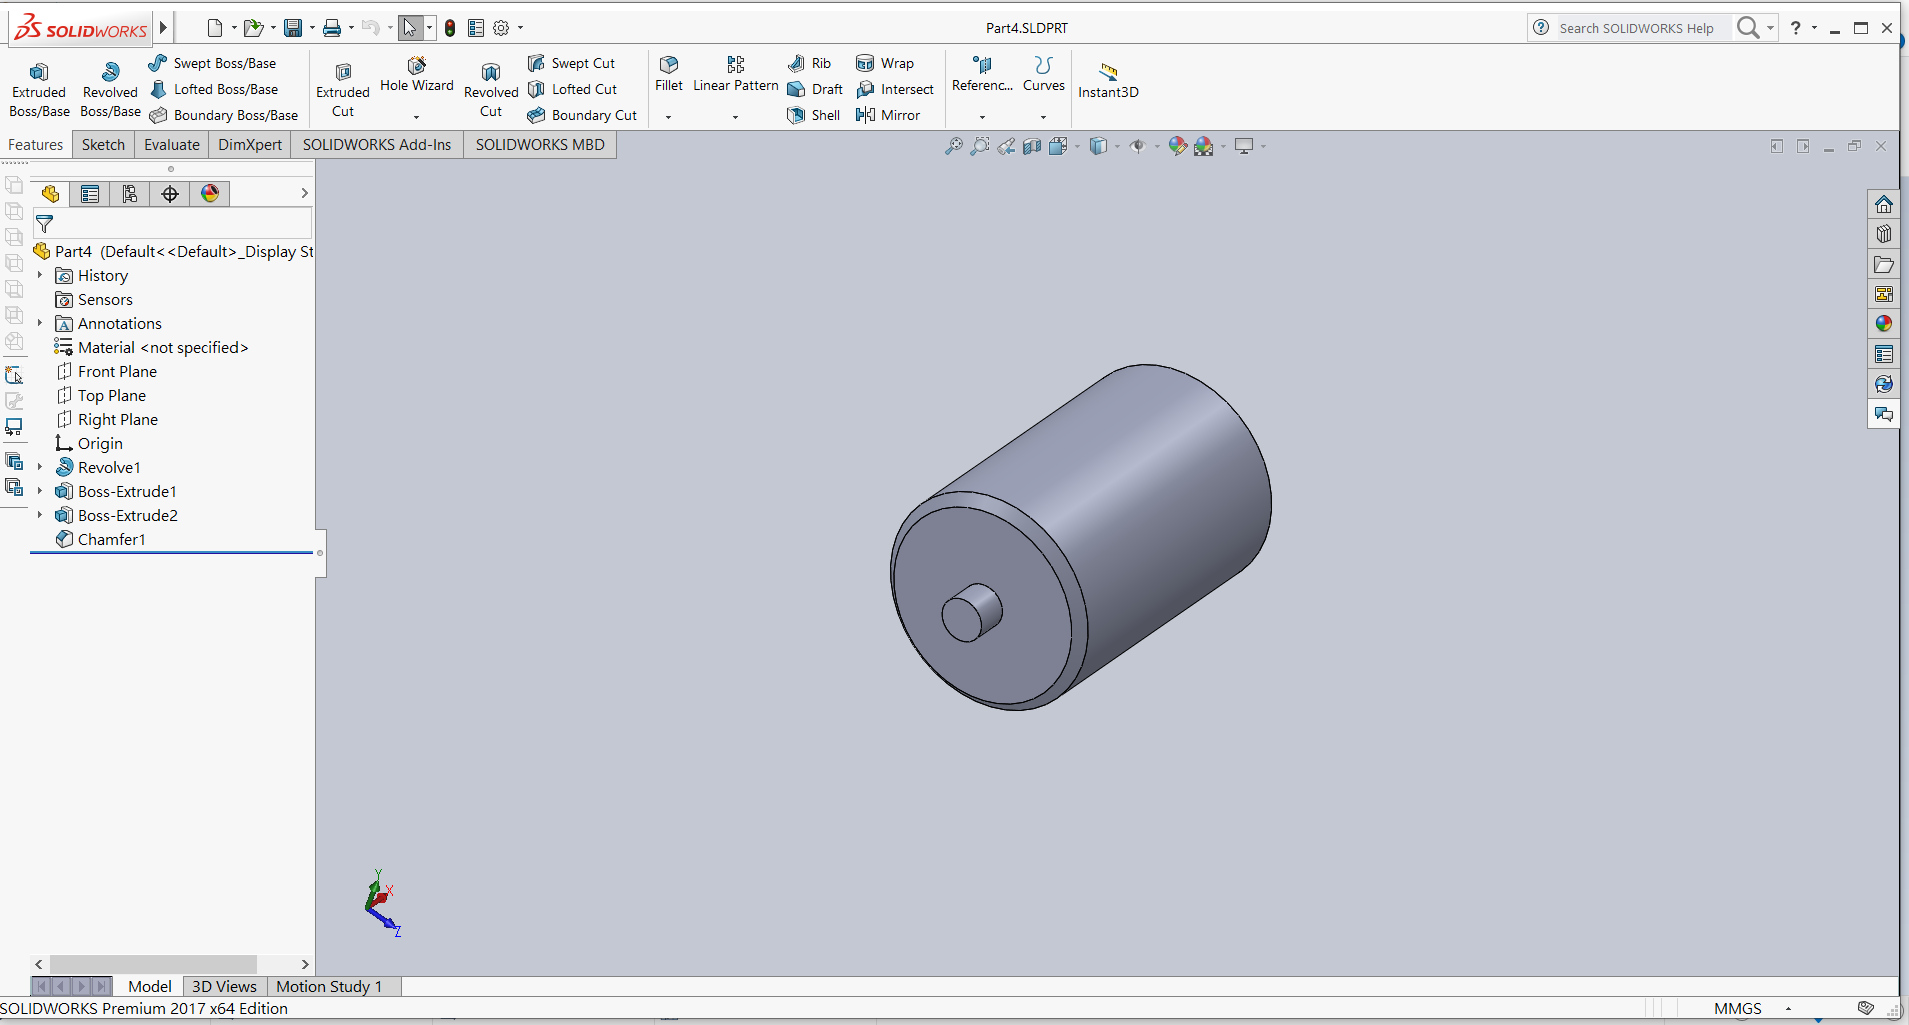 SOLIDWORKS
Part4.SLDPRT
Search SOLIDWORKS Help
?
Extruded Boss/Base
Revolved Boss/Base
Swept Boss/Base
Lofted Boss/Base
Boundary Boss/Base
Extruded Cut
Hole Wizard
Revolved Cut
Swept Cut
Lofted Cut
Boundary Cut
Fillet
Linear Pattern
Rib
Draft
Shell
Wrap
Intersect
Mirror
Referenc...
Curves
Instant3D
Features
Sketch
Evaluate
DimXpert
SOLIDWORKS Add-Ins
SOLIDWORKS MBD
Part4 (Default<<Default>_Display St
History
Sensors
Annotations
Material <not specified>
Front Plane
Top Plane
Right Plane
Origin
Revolve1
Boss-Extrude1
Boss-Extrude2
Chamfer1
Y
X
Z
Model
3D Views
Motion Study 1
SOLIDWORKS Premium 2017 x64 Edition
MMGS